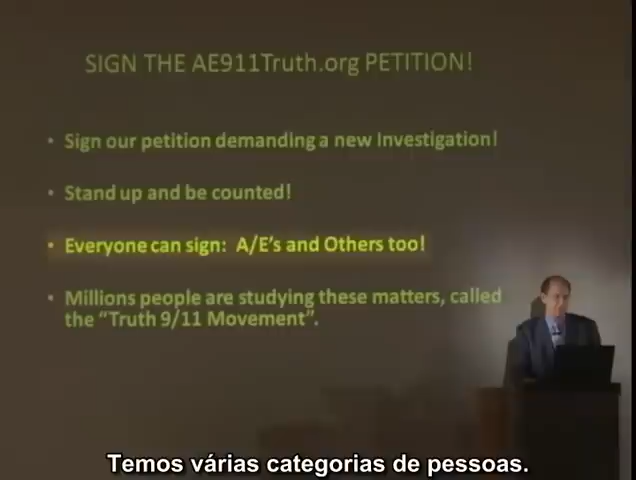 SIGN THE AE911Truth.org PETITION!
• Sign our petition demanding a new Investigation!
• Stand up and be counted!
• Everyone can sign: A/E's and Others too!
• Millions people are studying these matters, called
the "Truth 9/11 Movement".
Temos várias categorias de pessoas.